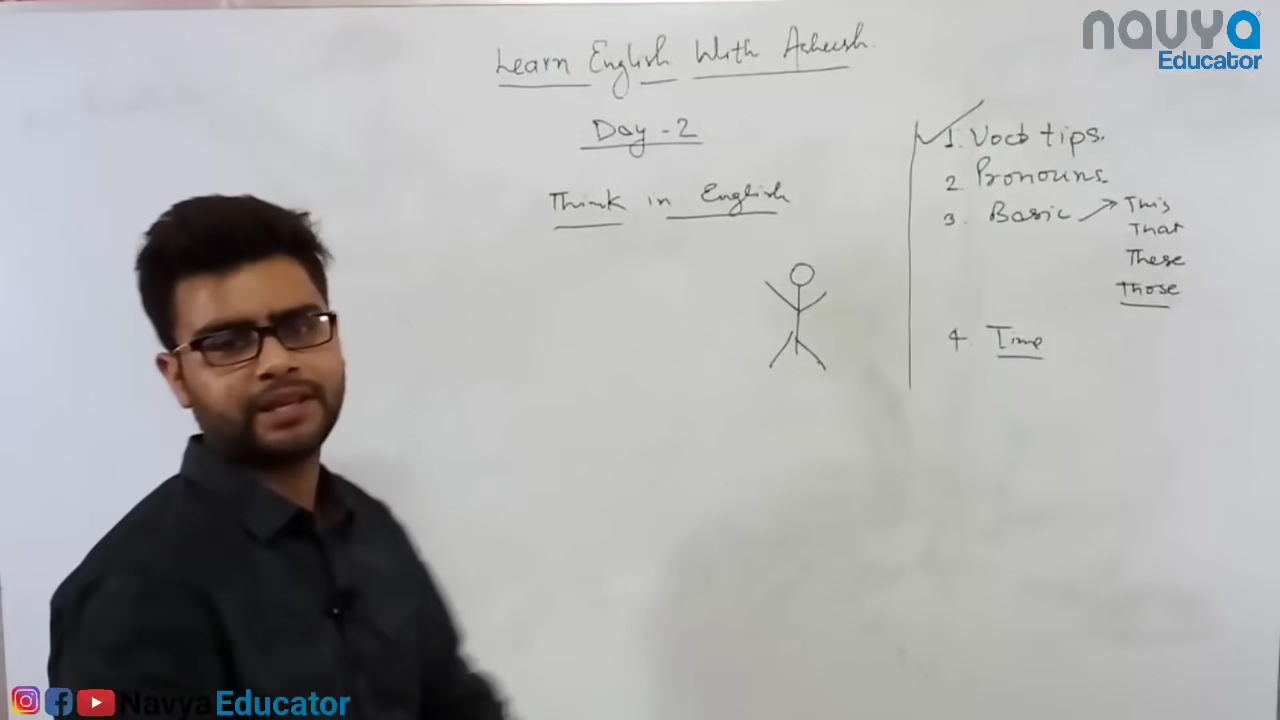 Learn English With Asheesh.
Day - 2
Think in English
1. Vocb tips.
2 Pronouns.
3. Basic → This
That
These
Those
4. Time
navya
Educator
Navya Educator